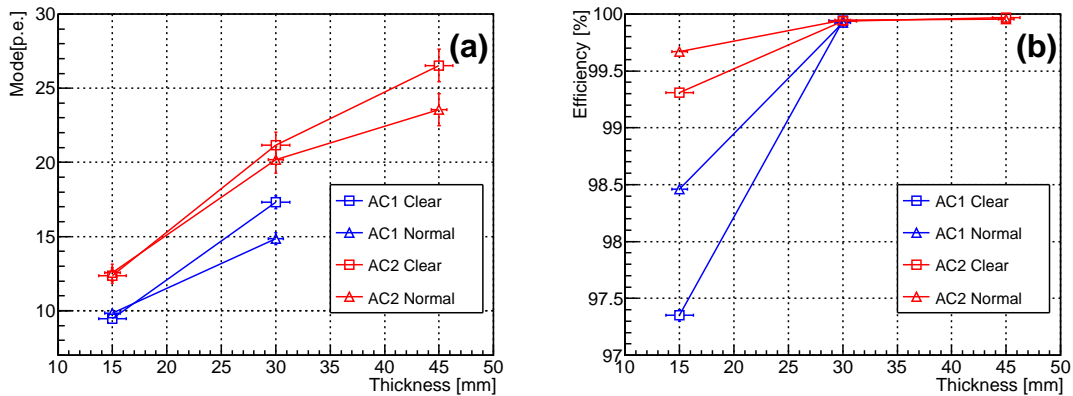 Mode[p.e.]
30
25
20
15
10
(a)
AC1 Clear
AC1 Normal
AC2 Clear
AC2 Normal
10 15 20 25 30 35 40 45 50
Thickness [mm]
Efficiency [%]
100
99.5
99
98.5
98
97.5
97
(b)
AC1 Clear
AC1 Normal
AC2 Clear
AC2 Normal
10 15 20 25 30 35 40 45 50
Thickness [mm]